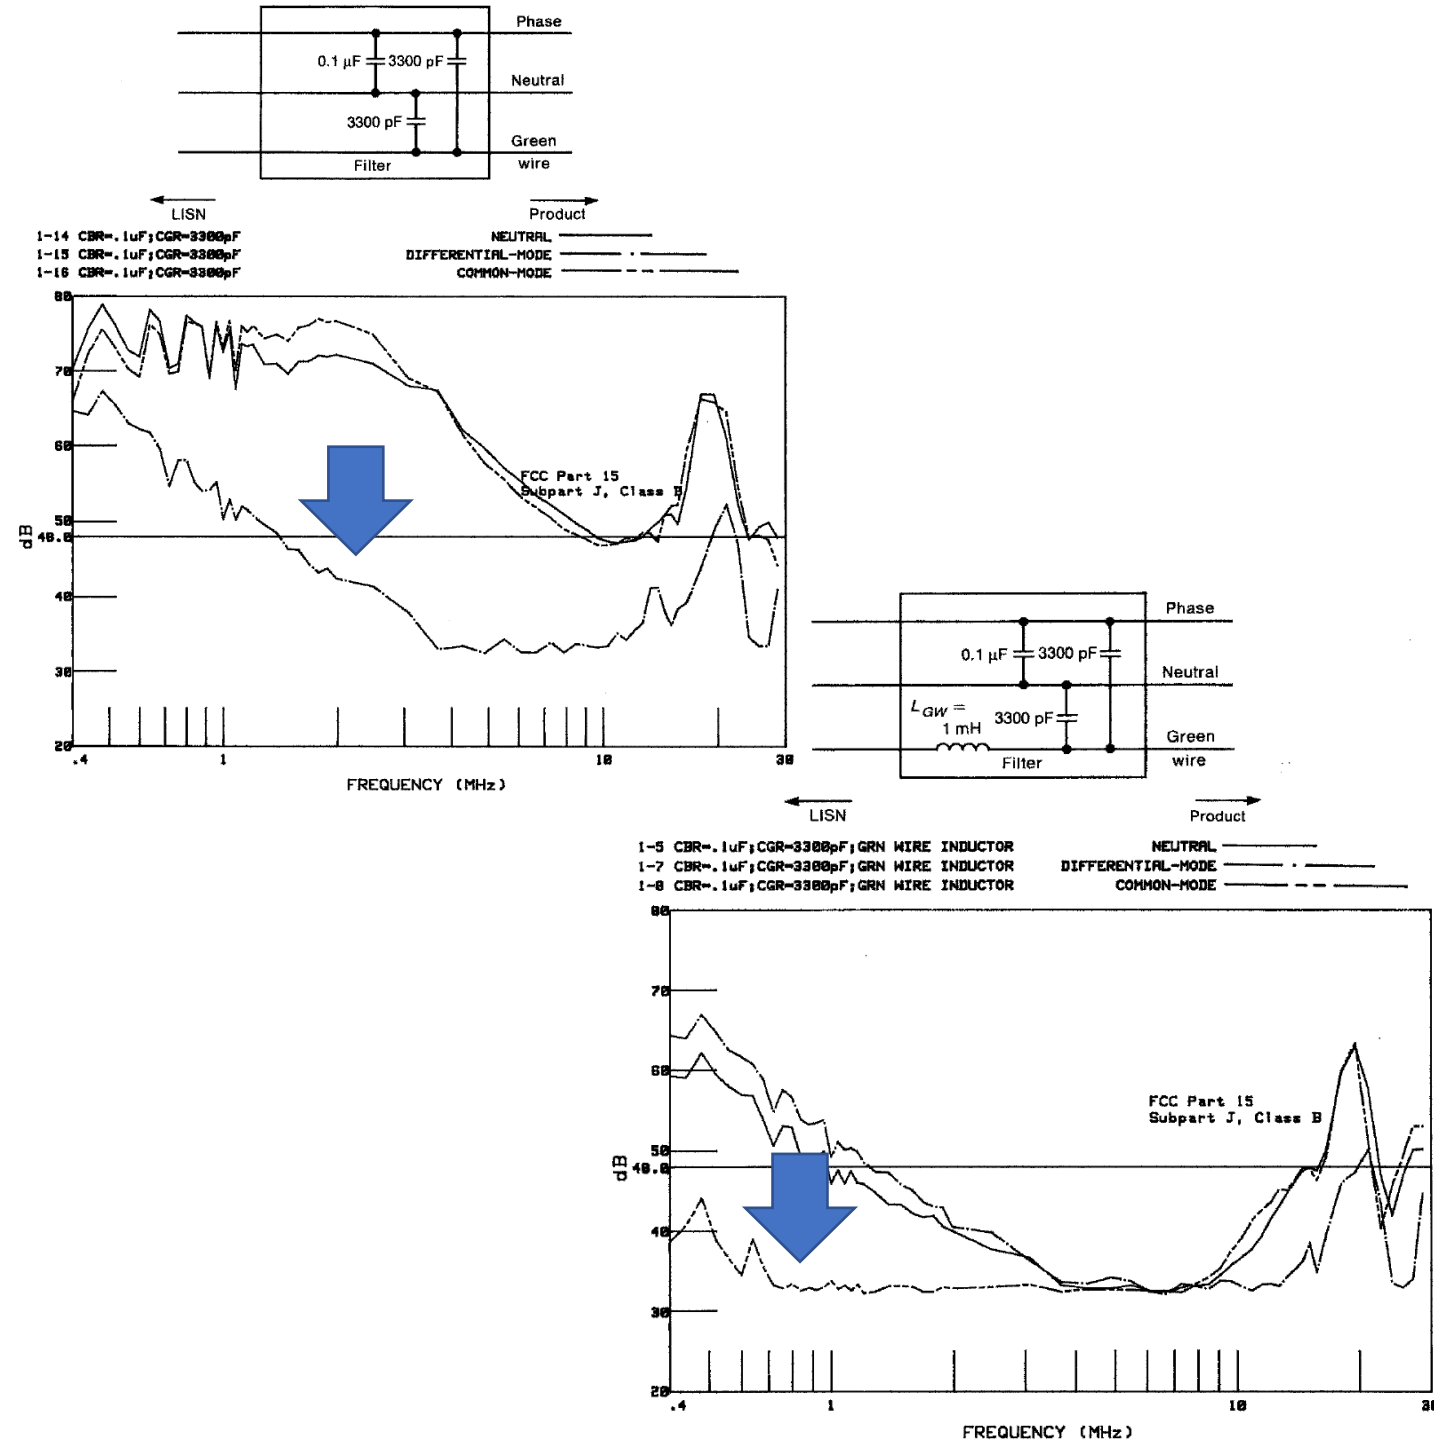 Phase
0.1 µF 3300 pF
Neutral
3300 pF
Green
wire
Filter
LISN
Product
1-14 CBR=.1uF;CGR=3300pF
NEUTRAL
1-15 CBR=.1uF;CGR=3300pF
DIFFERENTIAL-MODE
1-16 CBR=.1uF;CGR=3300pF
COMMON-MODE
80
70
60
FCC Part 15
Subpart J, Class B
50
48.0
dB
40
30
20
.4 1 10 30
FREQUENCY (MHz)
Phase
0.1 µF 3300 pF
Neutral
L GW =
1 mH
3300 pF
Green
wire
Filter
LISN
Product
1-5 CBR=.1uF;CGR=3300pF;GRN WIRE INDUCTOR
NEUTRAL
1-7 CBR=.1uF;CGR=3300pF;GRN WIRE INDUCTOR
DIFFERENTIAL-MODE
1-8 CBR=.1uF;CGR=3300pF;GRN WIRE INDUCTOR
COMMON-MODE
80
70
60
FCC Part 15
Subpart J, Class B
50
48.0
dB
40
30
20
.4 1 10
FREQUENCY (MHz)